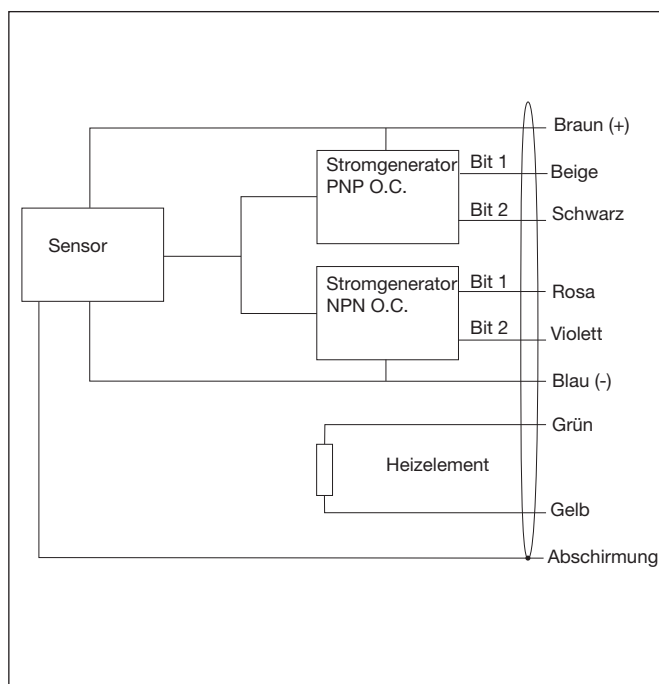 Braun (+)
Stromgenerator
PNP O.C.
Bit 1
Beige
Bit 2
Schwarz
Sensor
Stromgenerator
NPN O.C.
Bit 1
Rosa
Bit 2
Violett
Blau (-)
Grün
Heizelement
Gelb
Abschirmung